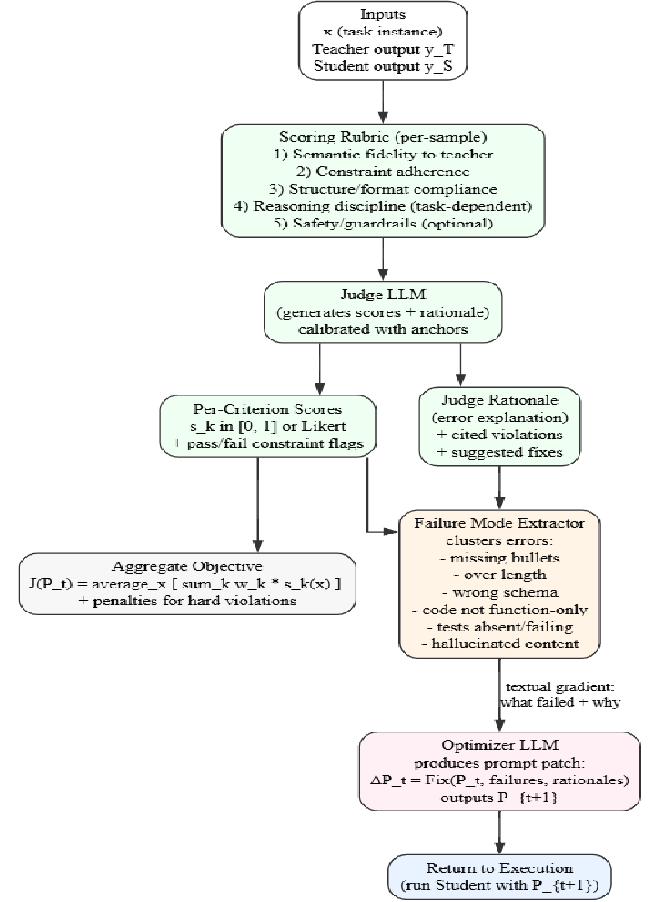 Inputs
x (task instance)
Teacher output y_T
Student output y_S
Scoring Rubric (per-sample)
1) Semantic fidelity to teacher
2) Constraint adherence
3) Structure/format compliance
4) Reasoning discipline (task-dependent)
5) Safety/guardrails (optional)
Judge LLM
(generates scores + rationale)
calibrated with anchors
Per-Criterion Scores
s_k in [0, 1] or Likert
+ pass/fail constraint flags
Judge Rationale
(error explanation)
+ cited violations
+ suggested fixes
Aggregate Objective
J(P_t) = average_x [ sum_k w_k * s_k(x) ]
+ penalties for hard violations
Failure Mode Extractor
clusters errors:
- missing bullets
- over length
- wrong schema
- code not function-only
- tests absent/failing
- hallucinated content
textual gradient:
what failed + why
Optimizer LLM
produces prompt patch:
ΔP_t = Fix(P_t, failures, rationales)
outputs P_{t+1}
Return to Execution
(run Student with P_{t+1})